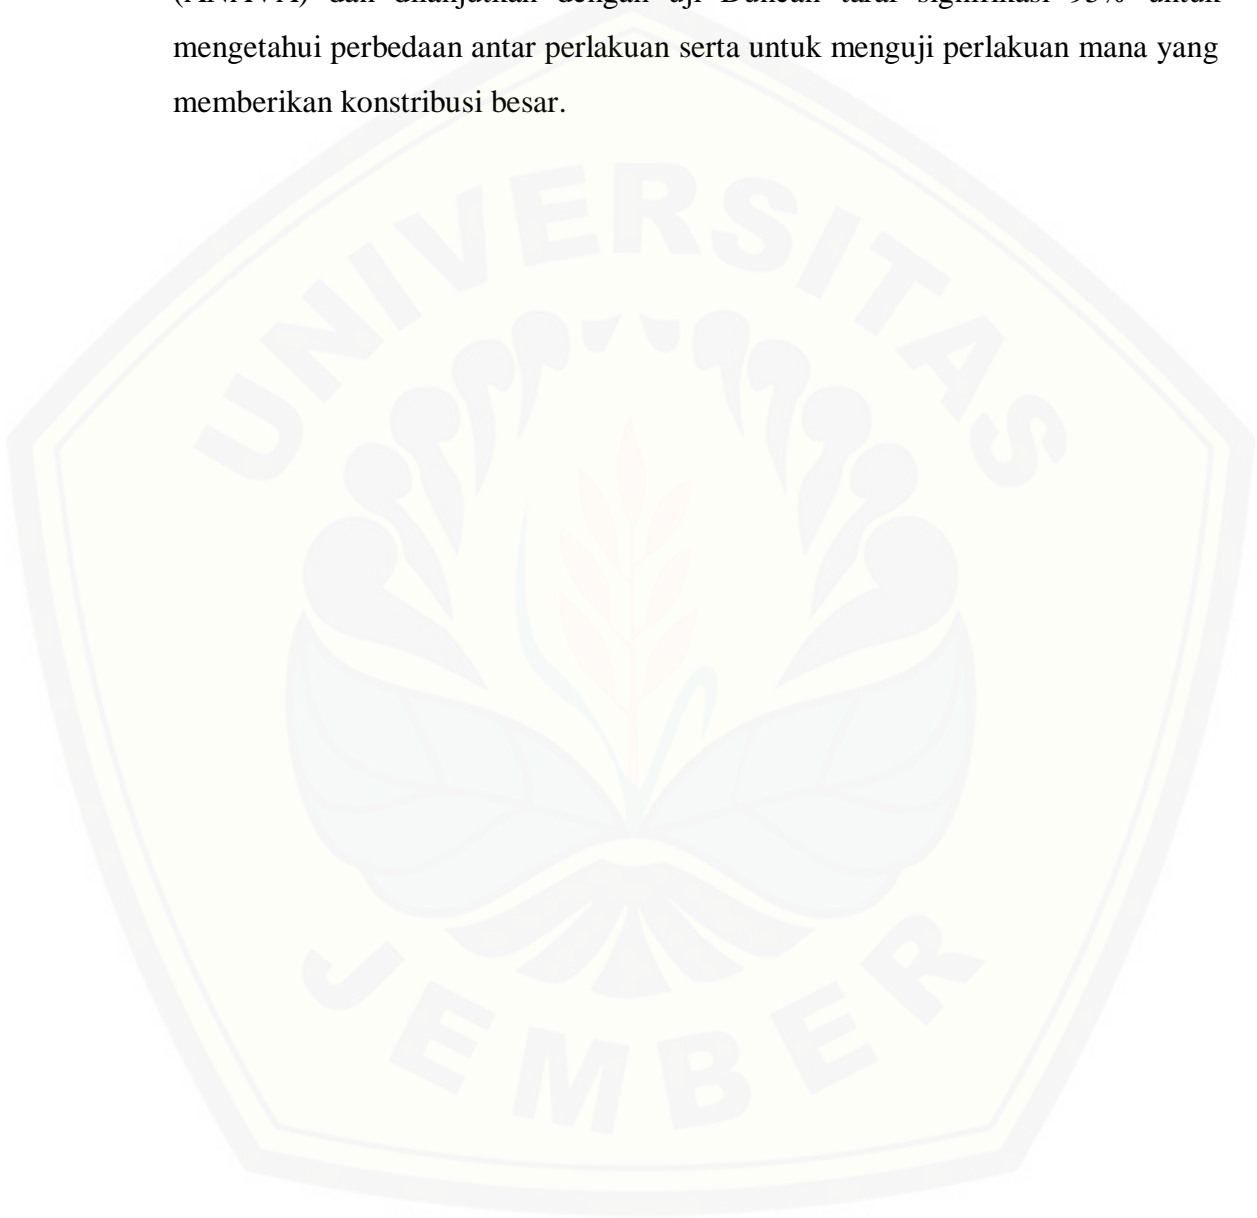 (ANAVA) dan dilanjutkan dengan uji Duncan taraf signifikasi 95% untuk
mengetahui perbedaan antar perlakuan serta untuk menguji perlakuan mana yang
memberikan konstribusi besar.
UNIVERSITAS
JEMBER